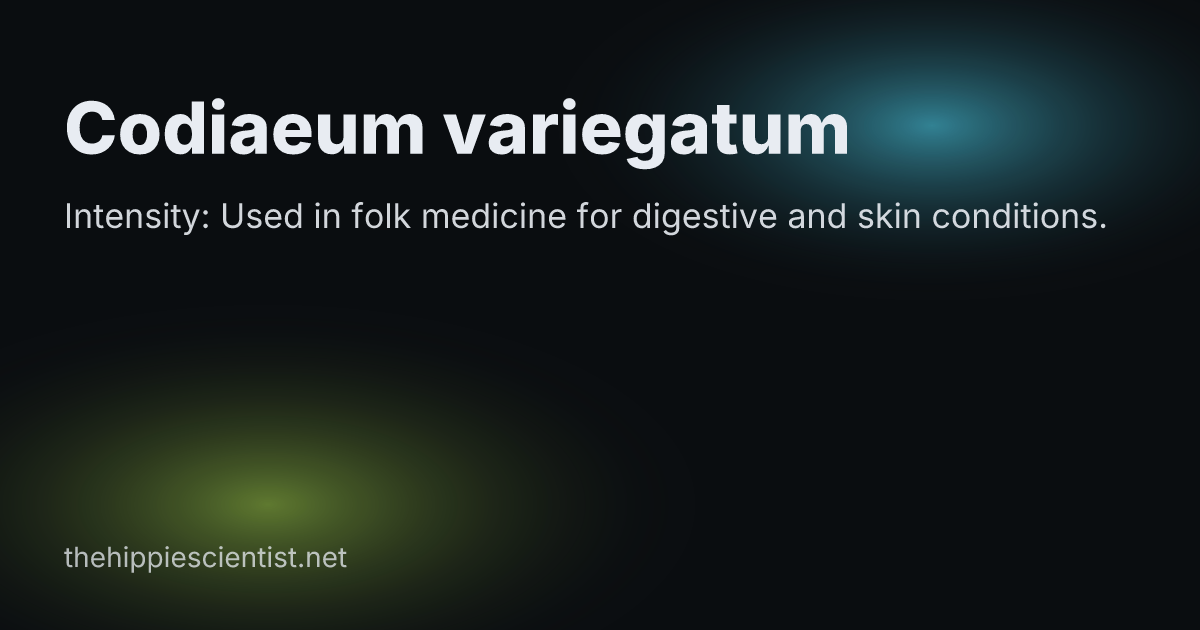 Codiaeum variegatum
Intensity: Used in folk medicine for digestive and skin conditions.
thehippiescientist.net